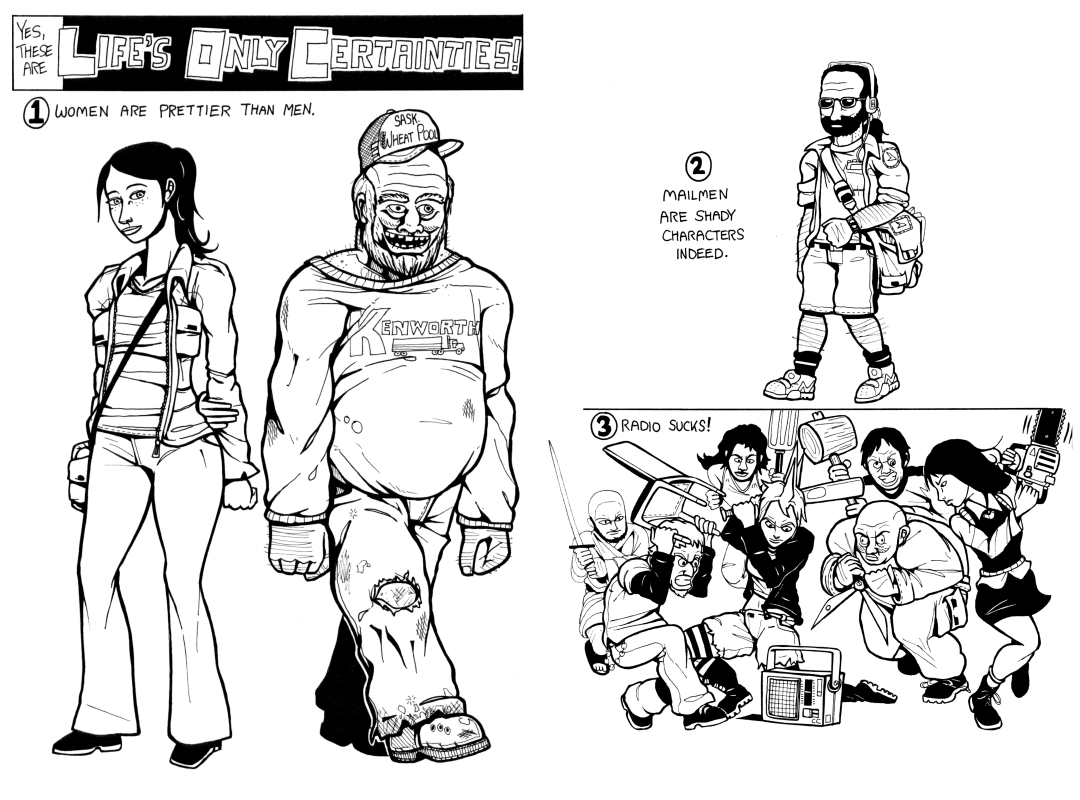 YES,
THESE
ARE
LIFE'S ONLY CERTAINTIES!
1 WOMEN ARE PRETTIER THAN MEN.
SASK
WHEAT POOL
KENWORTH
2
MAILMEN
ARE SHADY
CHARACTERS
INDEED.
3 RADIO SUCKS!